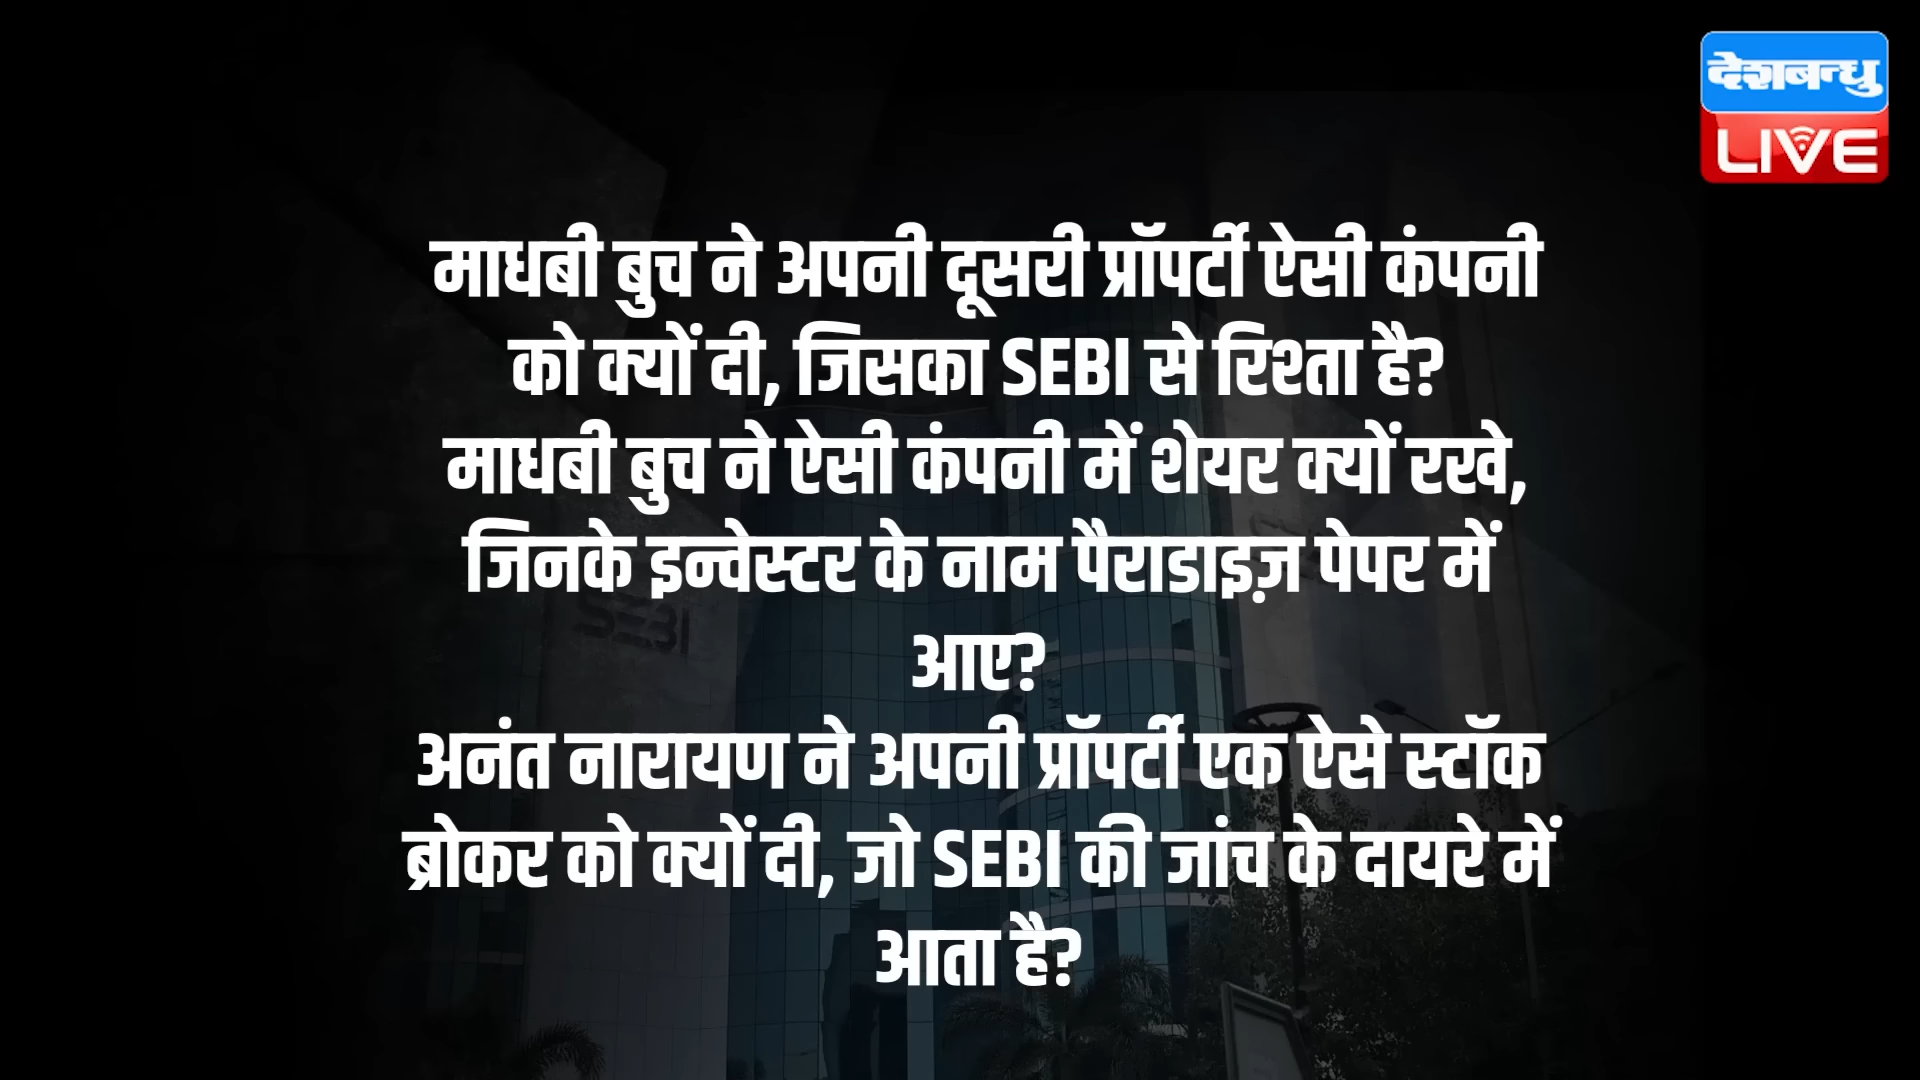 देशबन्धु
LIVE
माधबी बुच ने अपनी दूसरी प्रॉपर्टी ऐसी कंपनी
को क्यों दी, जिसका SEBI से रिश्ता है?
माधबी बुच ने ऐसी कंपनी में शेयर क्यों रखे,
जिनके इन्वेस्टर के नाम पैराडाइज़ पेपर में
आए?
SEBI
अनंत नारायण ने अपनी प्रॉपर्टी एक ऐसे स्टॉक
ब्रोकर को क्यों दी, जो SEBI की जांच के दायरे में
आता है?